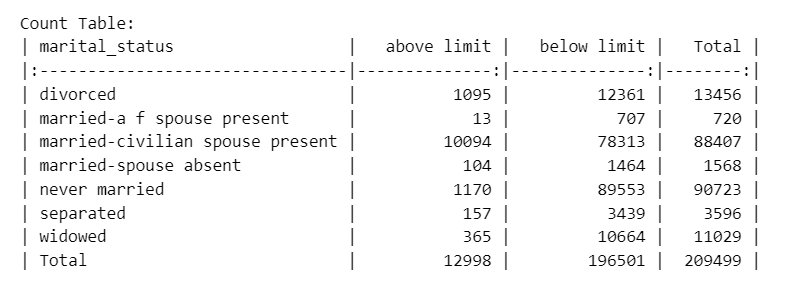 Count Table:
| marital_status                  |   above limit |   below limit |   Total |
|:--------------------------------|--------------:|--------------:|--------:|
| divorced                        |          1095 |         12361 |   13456 |
| married-a f spouse present      |            13 |           707 |     720 |
| married-civilian spouse present |         10094 |         78313 |   88407 |
| married-spouse absent           |           104 |          1464 |    1568 |
| never married                   |          1170 |         89553 |   90723 |
| separated                       |           157 |          3439 |    3596 |
| widowed                         |           365 |         10664 |   11029 |
| Total                           |         12998 |        196501 |  209499 |